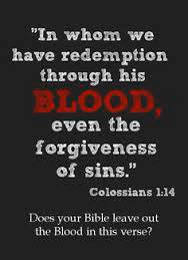 "In whom we
have redemption
through his
BLOOD,
even the
forgiveness
of sins."
Colossians 1:14
Does your Bible leave out
the Blood in this verse?